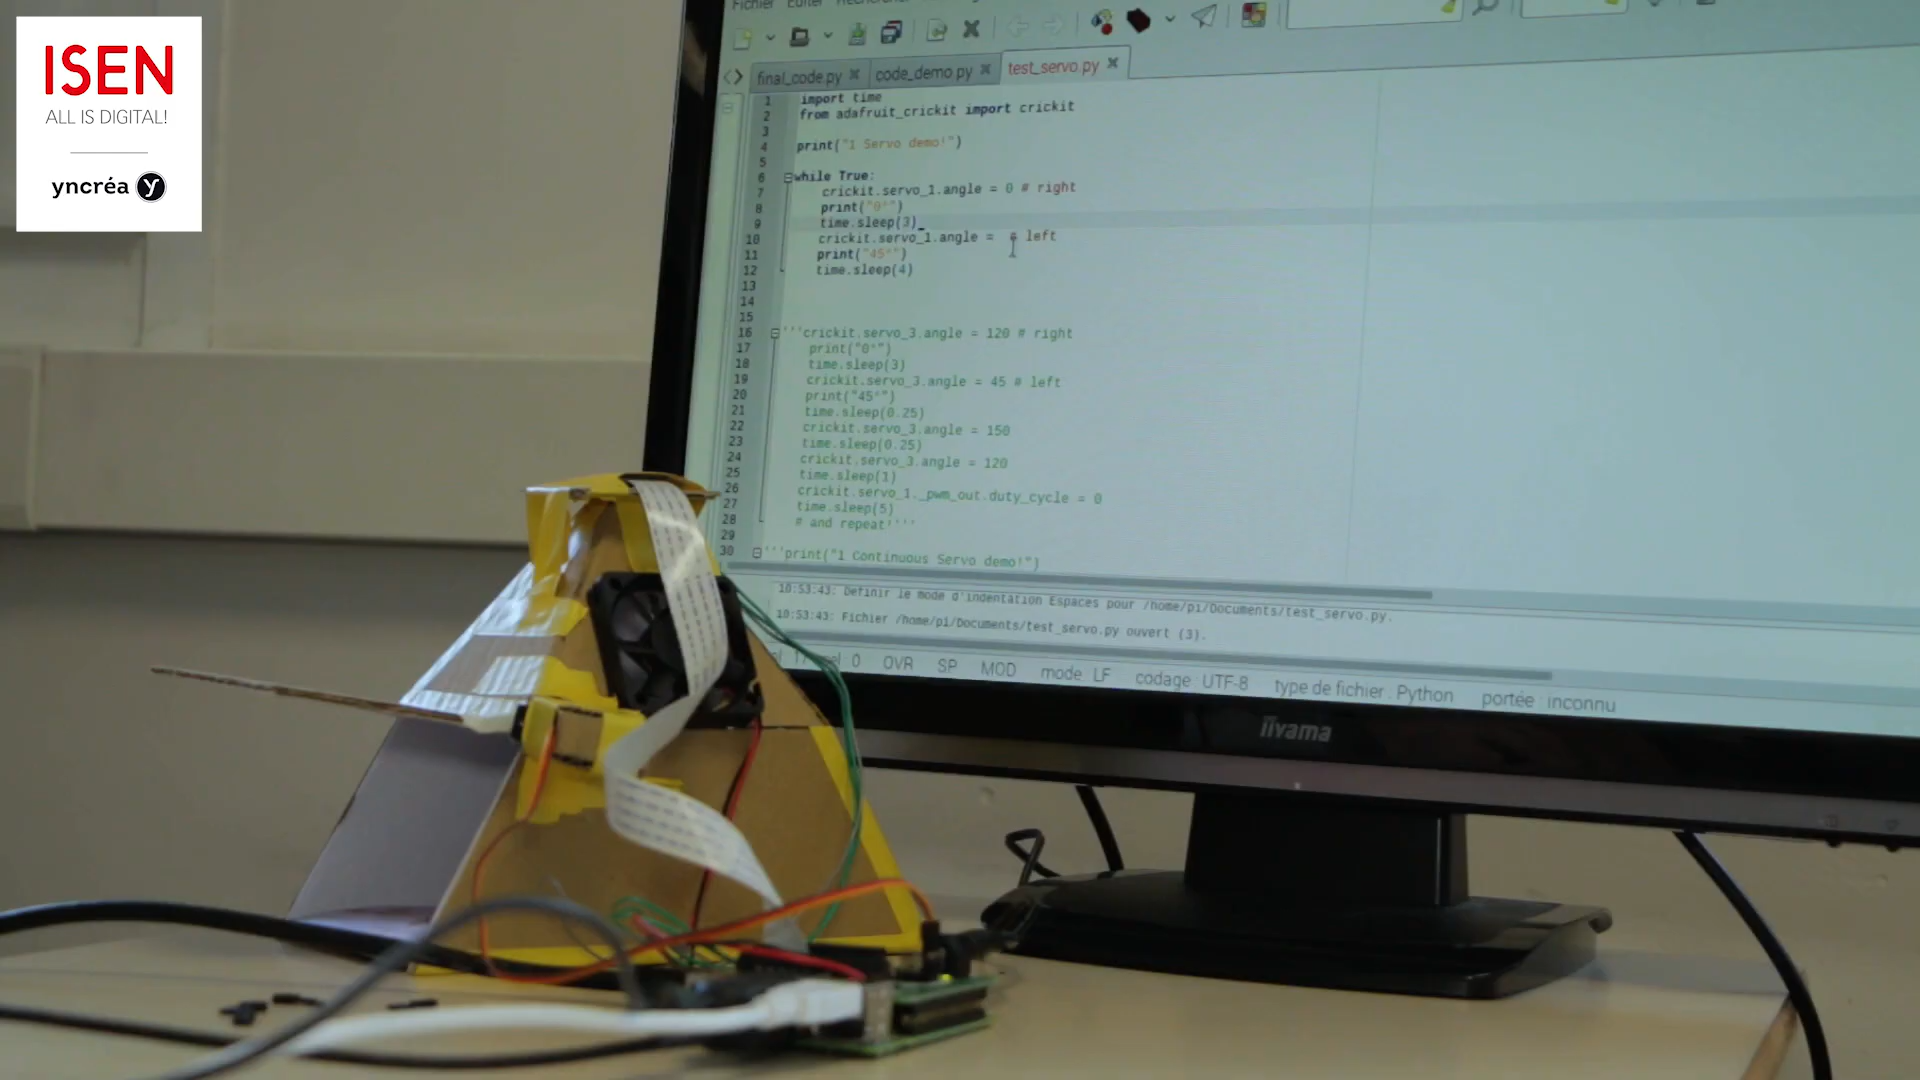 ISEN
ALL IS DIGITAL!
yncréa y
Fichier Editer
final_code.py code_demo.py test_servo.py
1 import time
2 from adafruit_crickit import crickit
3
4 print("1 Servo demo!")
5
6 while True:
7 crickit.servo_1.angle = 0 # right
8 print("0°")
9 time.sleep(3)
10 crickit.servo_1.angle = # left
11 print("45°")
12 time.sleep(4)
13
14
15
16 '''crickit.servo_3.angle = 120 # right
17 print("0°")
18 time.sleep(3)
19 crickit.servo_3.angle = 45 # left
20 print("45°")
21 time.sleep(0.25)
22 crickit.servo_3.angle = 150
23 time.sleep(0.25)
24 crickit.servo_3.angle = 120
25 time.sleep(1)
26 crickit.servo_1._pwm_out.duty_cycle = 0
27 time.sleep(5)
28 # and repeat''''
29
30 '''print("1 Continuous Servo demo!")
10:53:43: Définir le mode d'indentation Espaces pour /home/pi/Documents/test_servo.py.
10:53:43: Fichier /home/pi/Documents/test_servo.py ouvert (3).
0 OVR SP MOD mode: LF codage: UTF-8 type de fichier: Python portée: inconnu
iiyama